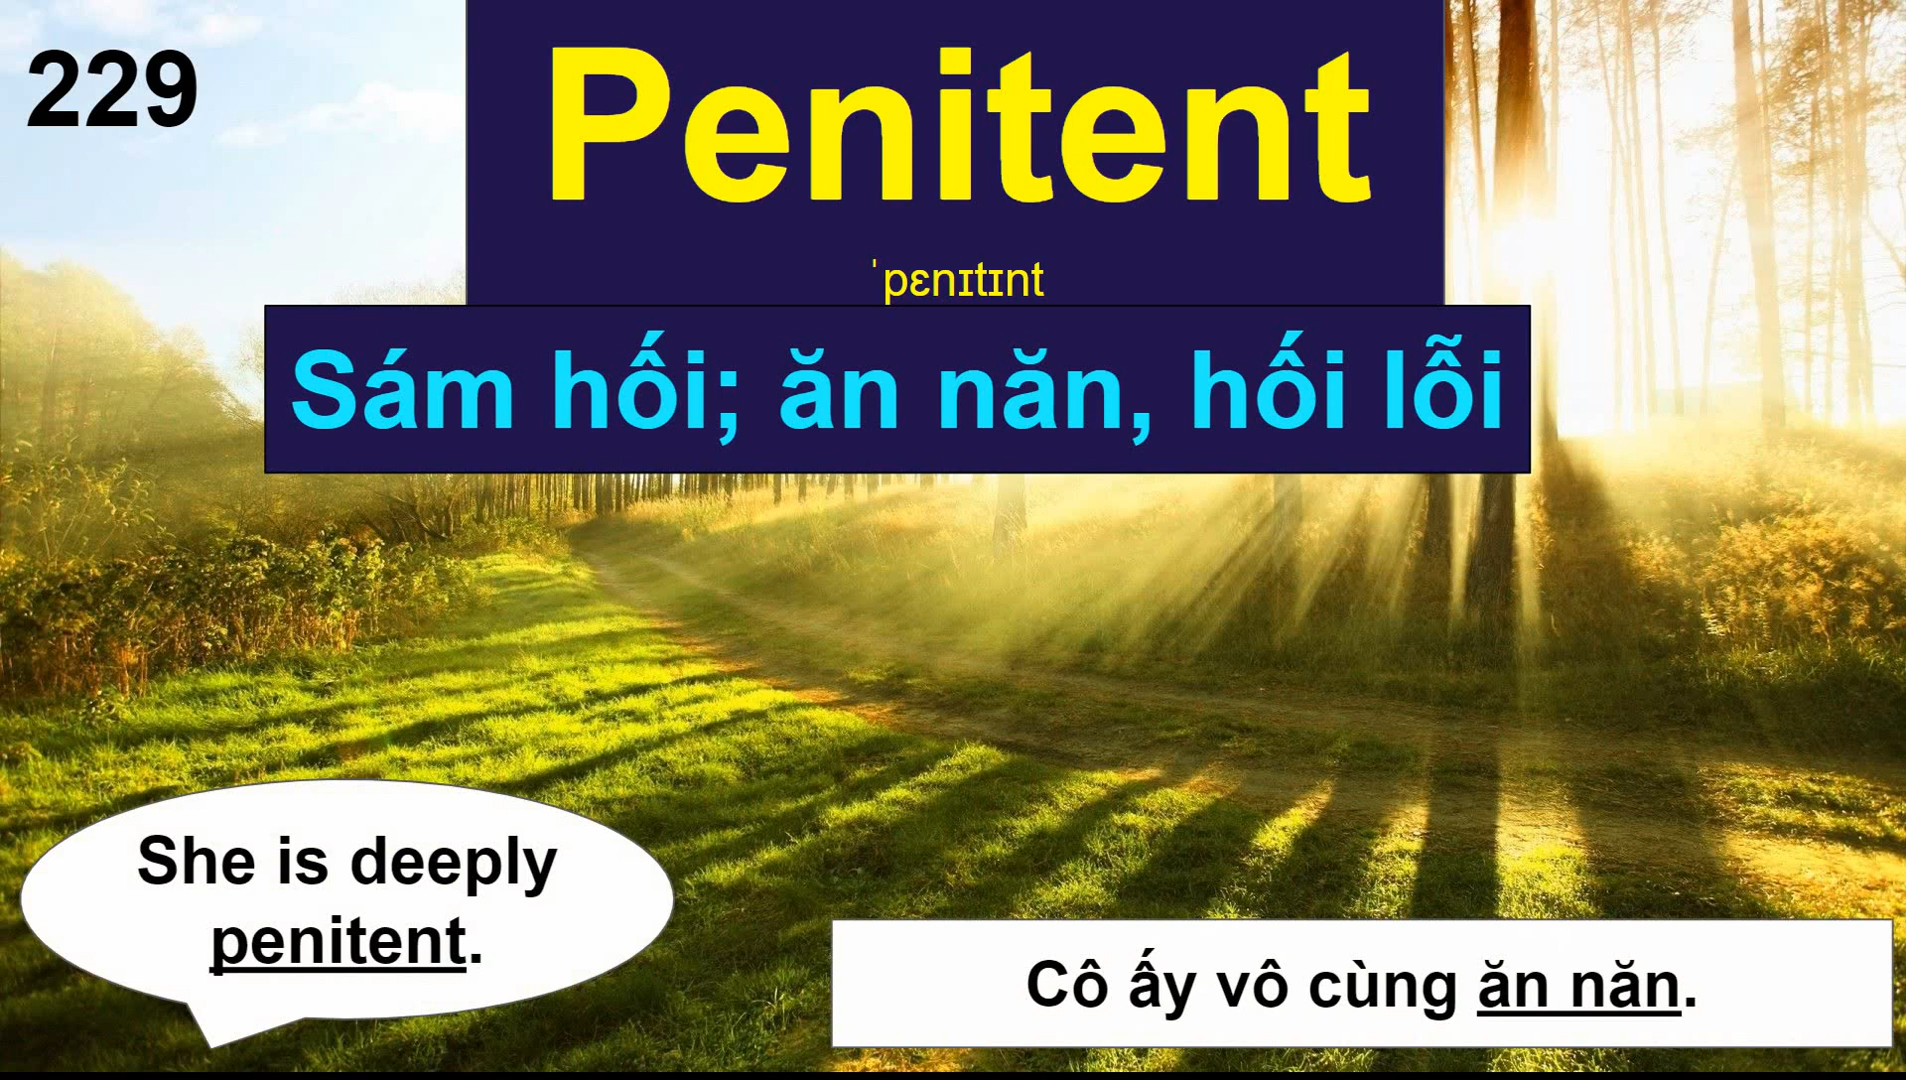 229
Penitent
ˈpɛnɪtɪnt
Sám hối; ăn năn, hối lỗi
She is deeply
penitent.
Cô ấy vô cùng ăn năn.